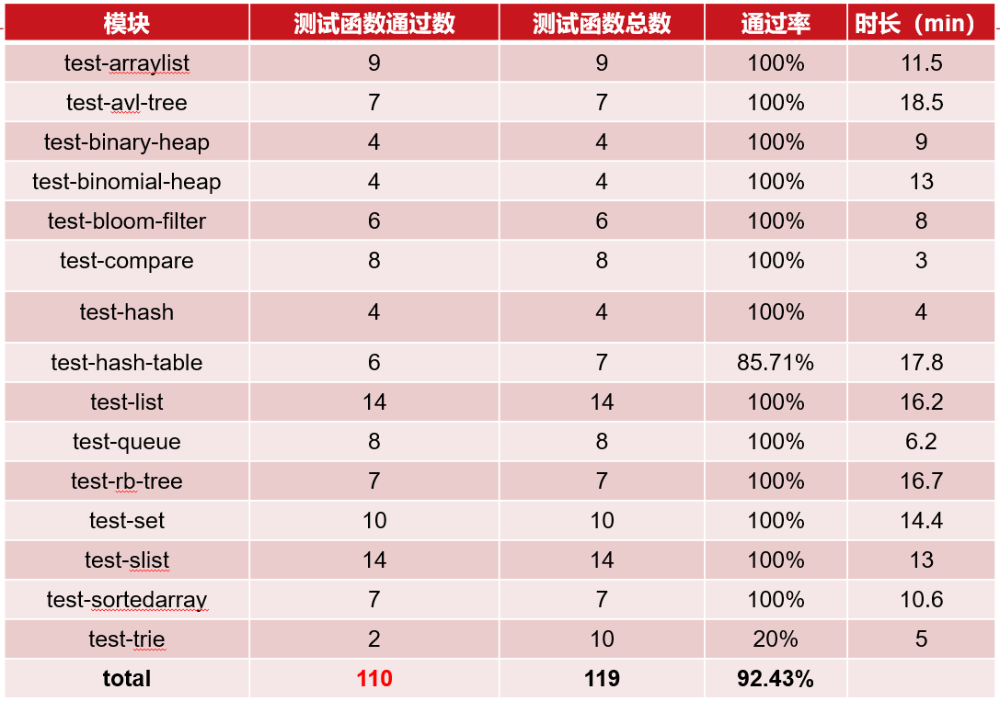 模块 测试函数通过数 测试函数总数 通过率 时长（min）
test-arraylist 9 9 100% 11.5
test-avl-tree 7 7 100% 18.5
test-binary-heap 4 4 100% 9
test-binomial-heap 4 4 100% 13
test-bloom-filter 6 6 100% 8
test-compare 8 8 100% 3
test-hash 4 4 100% 4
test-hash-table 6 7 85.71% 17.8
test-list 14 14 100% 16.2
test-queue 8 8 100% 6.2
test-rb-tree 7 7 100% 16.7
test-set 10 10 100% 14.4
test-slist 14 14 100% 13
test-sortedarray 7 7 100% 10.6
test-trie 2 10 20% 5
total 110 119 92.43%